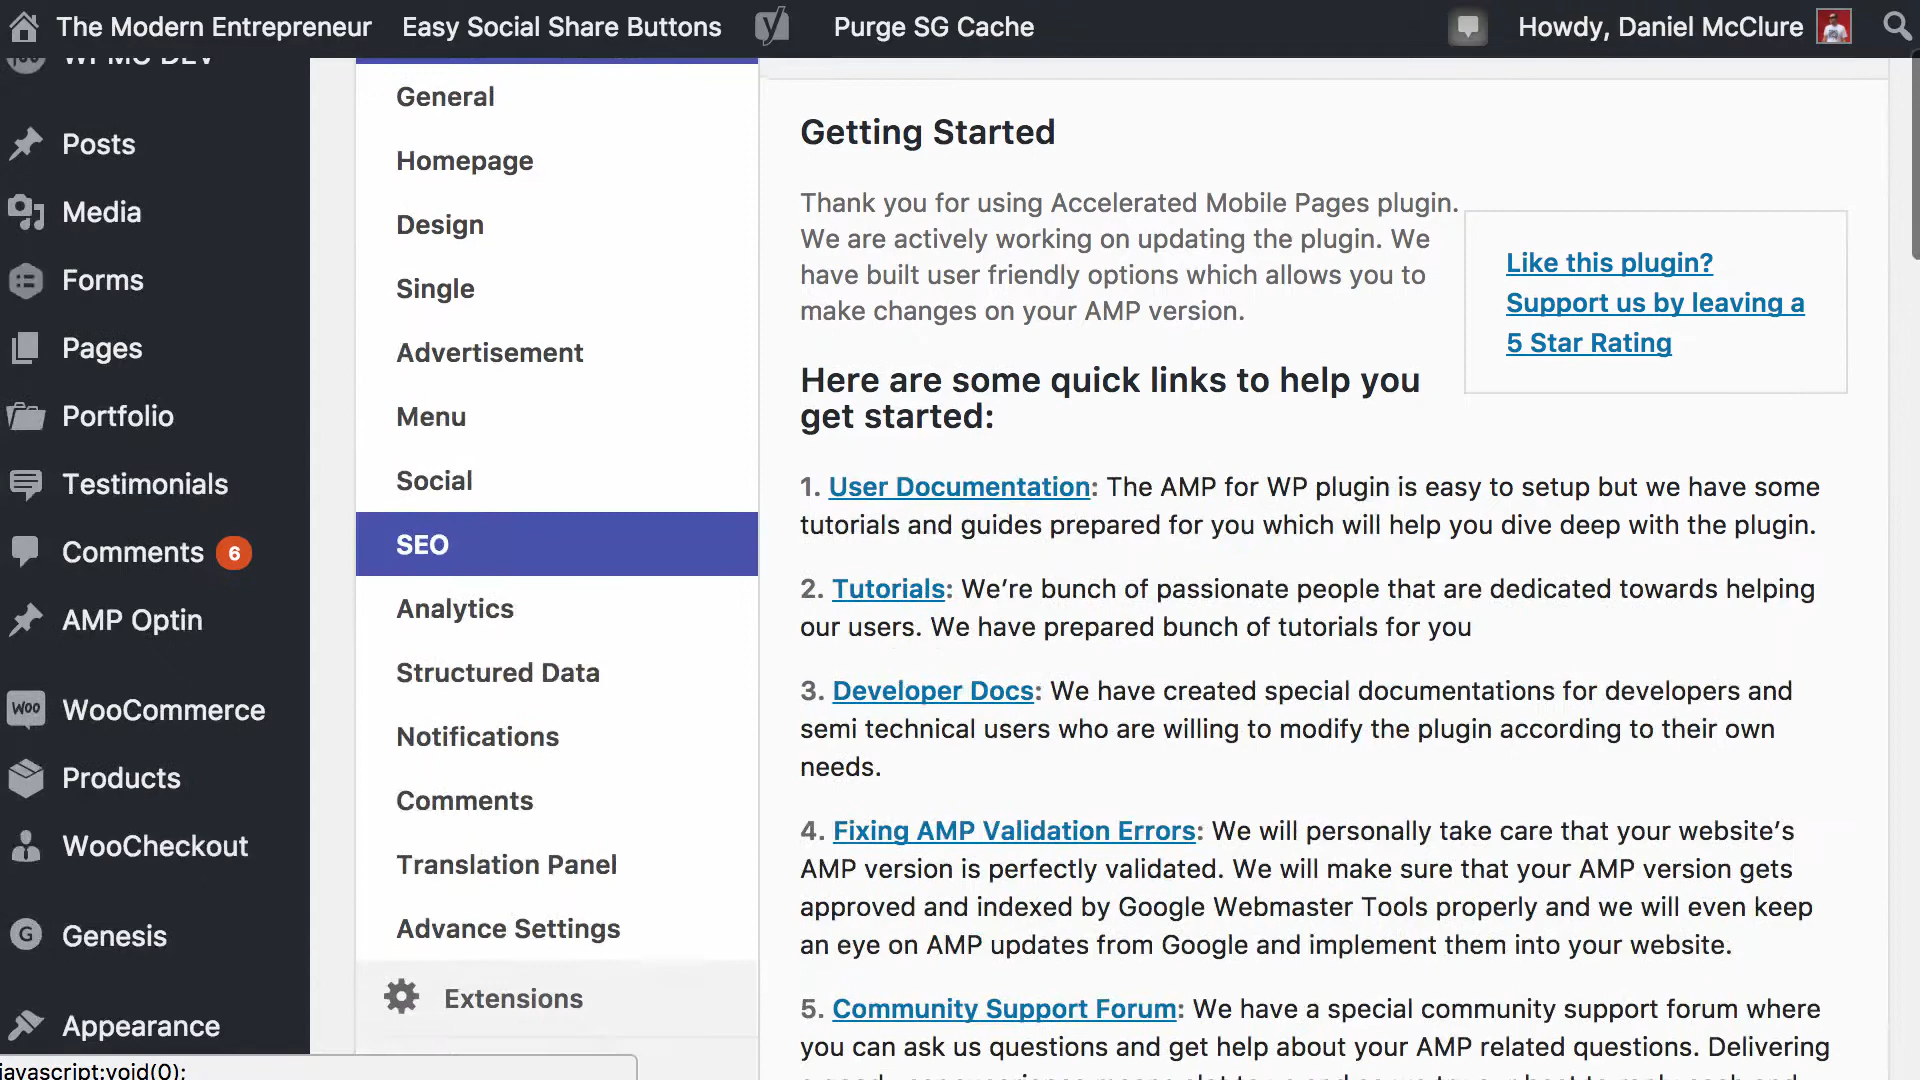 The Modern Entrepreneur
Easy Social Share Buttons
Purge SG Cache
Howdy, Daniel McClure
WPMU DEV
Posts
Media
Forms
Pages
Portfolio
Testimonials
Comments 6
AMP Optin
WOO WooCommerce
Products
WooCheckout
G Genesis
Appearance
General
Homepage
Design
Single
Advertisement
Menu
Social
SEO
Analytics
Structured Data
Notifications
Comments
Translation Panel
Advance Settings
Extensions
Getting Started
Thank you for using Accelerated Mobile Pages plugin.
We are actively working on updating the plugin. We
have built user friendly options which allows you to
make changes on your AMP version.
Like this plugin?
Support us by leaving a
5 Star Rating
Here are some quick links to help you
get started:
1. User Documentation: The AMP for WP plugin is easy to setup but we have some
tutorials and guides prepared for you which will help you dive deep with the plugin.
2. Tutorials: We’re bunch of passionate people that are dedicated towards helping
our users. We have prepared bunch of tutorials for you
3. Developer Docs: We have created special documentations for developers and
semi technical users who are willing to modify the plugin according to their own
needs.
4. Fixing AMP Validation Errors: We will personally take care that your website’s
AMP version is perfectly validated. We will make sure that your AMP version gets
approved and indexed by Google Webmaster Tools properly and we will even keep
an eye on AMP updates from Google and implement them into your website.
5. Community Support Forum: We have a special community support forum where
you can ask us questions and get help about your AMP related questions. Delivering
javascript:void(0);